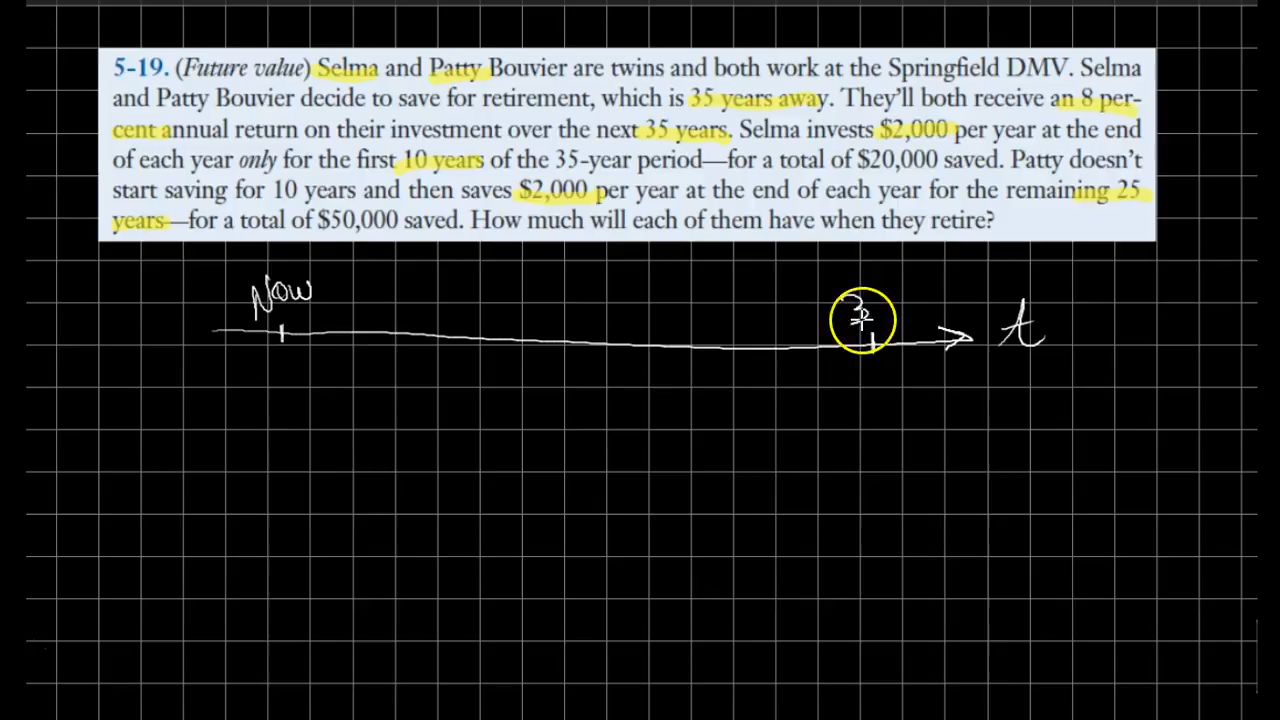 5-19. (Future value) Selma and Patty Bouvier are twins and both work at the Springfield DMV. Selma
and Patty Bouvier decide to save for retirement, which is 35 years away. They'll both receive an 8 per-
cent annual return on their investment over the next 35 years. Selma invests $2,000 per year at the end
of each year only for the first 10 years of the 35-year period—for a total of $20,000 saved. Patty doesn't
start saving for 10 years and then saves $2,000 per year at the end of each year for the remaining 25
years—for a total of $50,000 saved. How much will each of them have when they retire?
Now
t